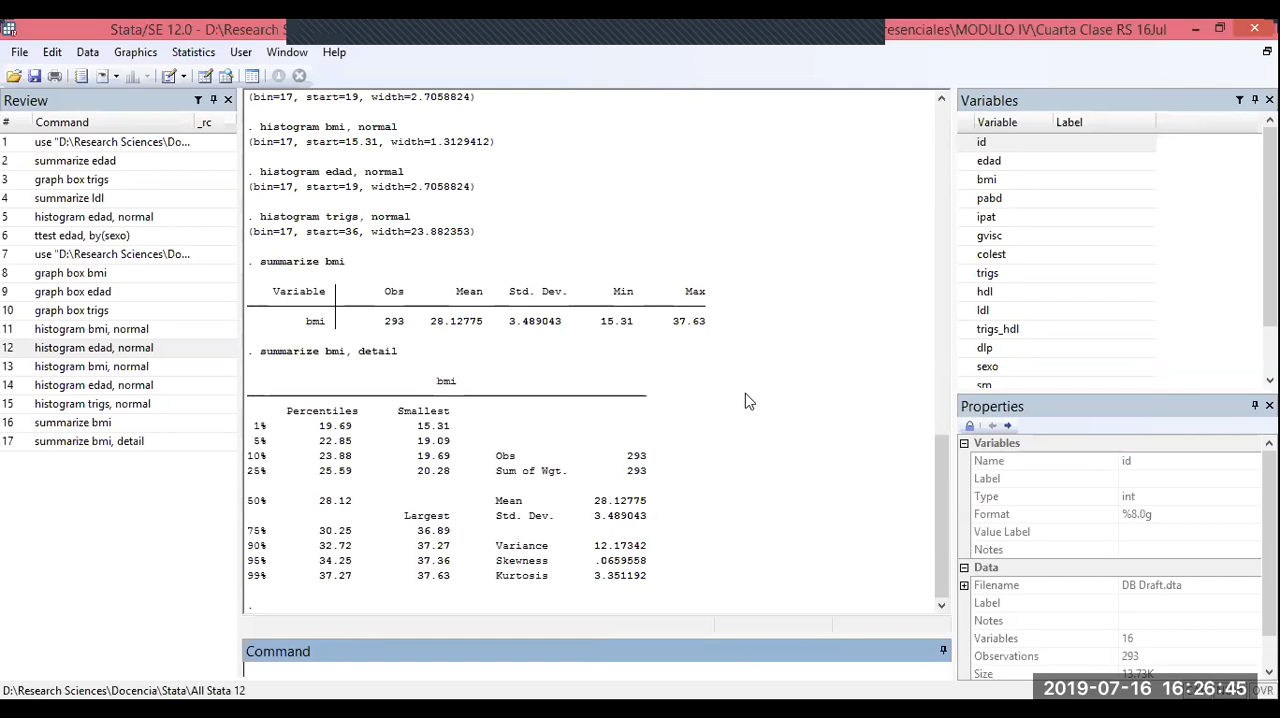 Stata/SE 12.0 - D:\Research S
esenciales\MODULO IV\Cuarta Clase RS 16Jul
File Edit Data Graphics Statistics User Window Help
Review
# Command _rc
1 use "D:\Research Sciences\Do...
2 summarize edad
3 graph box trigs
4 summarize ldl
5 histogram edad, normal
6 ttest edad, by(sexo)
7 use "D:\Research Sciences\Do...
8 graph box bmi
9 graph box edad
10 graph box trigs
11 histogram bmi, normal
12 histogram edad, normal
13 histogram bmi, normal
14 histogram edad, normal
15 histogram trigs, normal
16 summarize bmi
17 summarize bmi, detail
(bin=17, start=19, width=2.7058824)
. histogram bmi, normal
(bin=17, start=15.31, width=1.3129412)
. histogram edad, normal
(bin=17, start=19, width=2.7058824)
. histogram trigs, normal
(bin=17, start=36, width=23.882353)
. summarize bmi
Variable Obs Mean Std. Dev. Min Max
bmi 293 28.12775 3.489043 15.31 37.63
. summarize bmi, detail
bmi
Percentiles Smallest
1% 19.69 15.31
5% 22.85 19.09
10% 23.88 19.69 Obs 293
25% 25.59 20.28 Sum of Wgt. 293
50% 28.12 Mean 28.12775
Largest Std. Dev. 3.489043
75% 30.25 36.89
90% 32.72 37.27 Variance 12.17342
95% 34.25 37.36 Skewness .0659558
99% 37.27 37.63 Kurtosis 3.351192
.
Command
Variables
Variable Label
id
edad
bmi
pabd
ipat
gvisc
colest
trigs
hdl
ldl
trigs_hdl
dlp
sexo
sm
Properties
Variables
Name id
Label
Type int
Format %8.0g
Value Label
Notes
Data
Filename DB Draft.dta
Label
Notes
Variables 16
Observations 293
Size 13.73K
D:\Research Sciences\Docencia\Stata\All Stata 12
2019-07-16 16:26:45
OVR